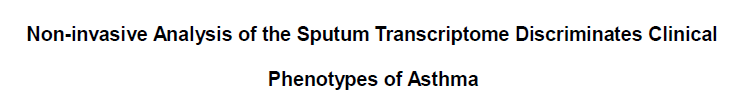 Non-invasive Analysis of the Sputum Transcriptome Discriminates Clinical
Phenotypes of Asthma